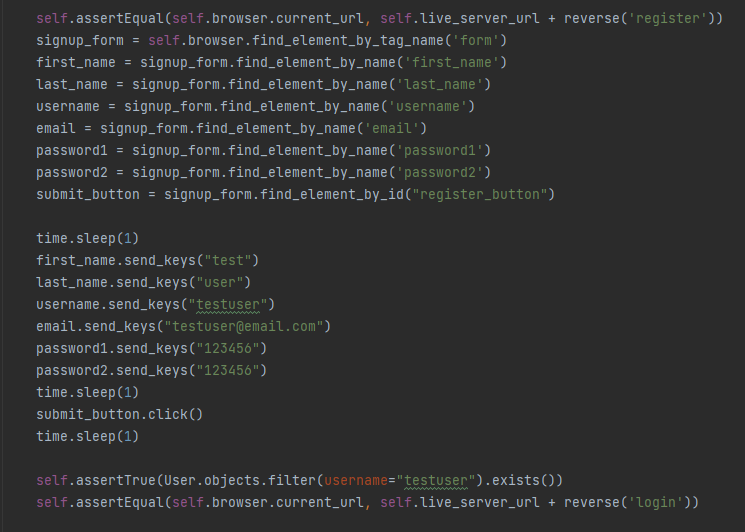 self.assertEqual(self.browser.current_url, self.live_server_url + reverse('register'))
signup_form = self.browser.find_element_by_tag_name('form')
first_name = signup_form.find_element_by_name('first_name')
last_name = signup_form.find_element_by_name('last_name')
username = signup_form.find_element_by_name('username')
email = signup_form.find_element_by_name('email')
password1 = signup_form.find_element_by_name('password1')
password2 = signup_form.find_element_by_name('password2')
submit_button = signup_form.find_element_by_id("register_button")
time.sleep(1)
first_name.send_keys("test")
last_name.send_keys("user")
username.send_keys("testuser")
email.send_keys("testuser@email.com")
password1.send_keys("123456")
password2.send_keys("123456")
time.sleep(1)
submit_button.click()
time.sleep(1)
self.assertTrue(User.objects.filter(username="testuser").exists())
self.assertEqual(self.browser.current_url, self.live_server_url + reverse('login'))